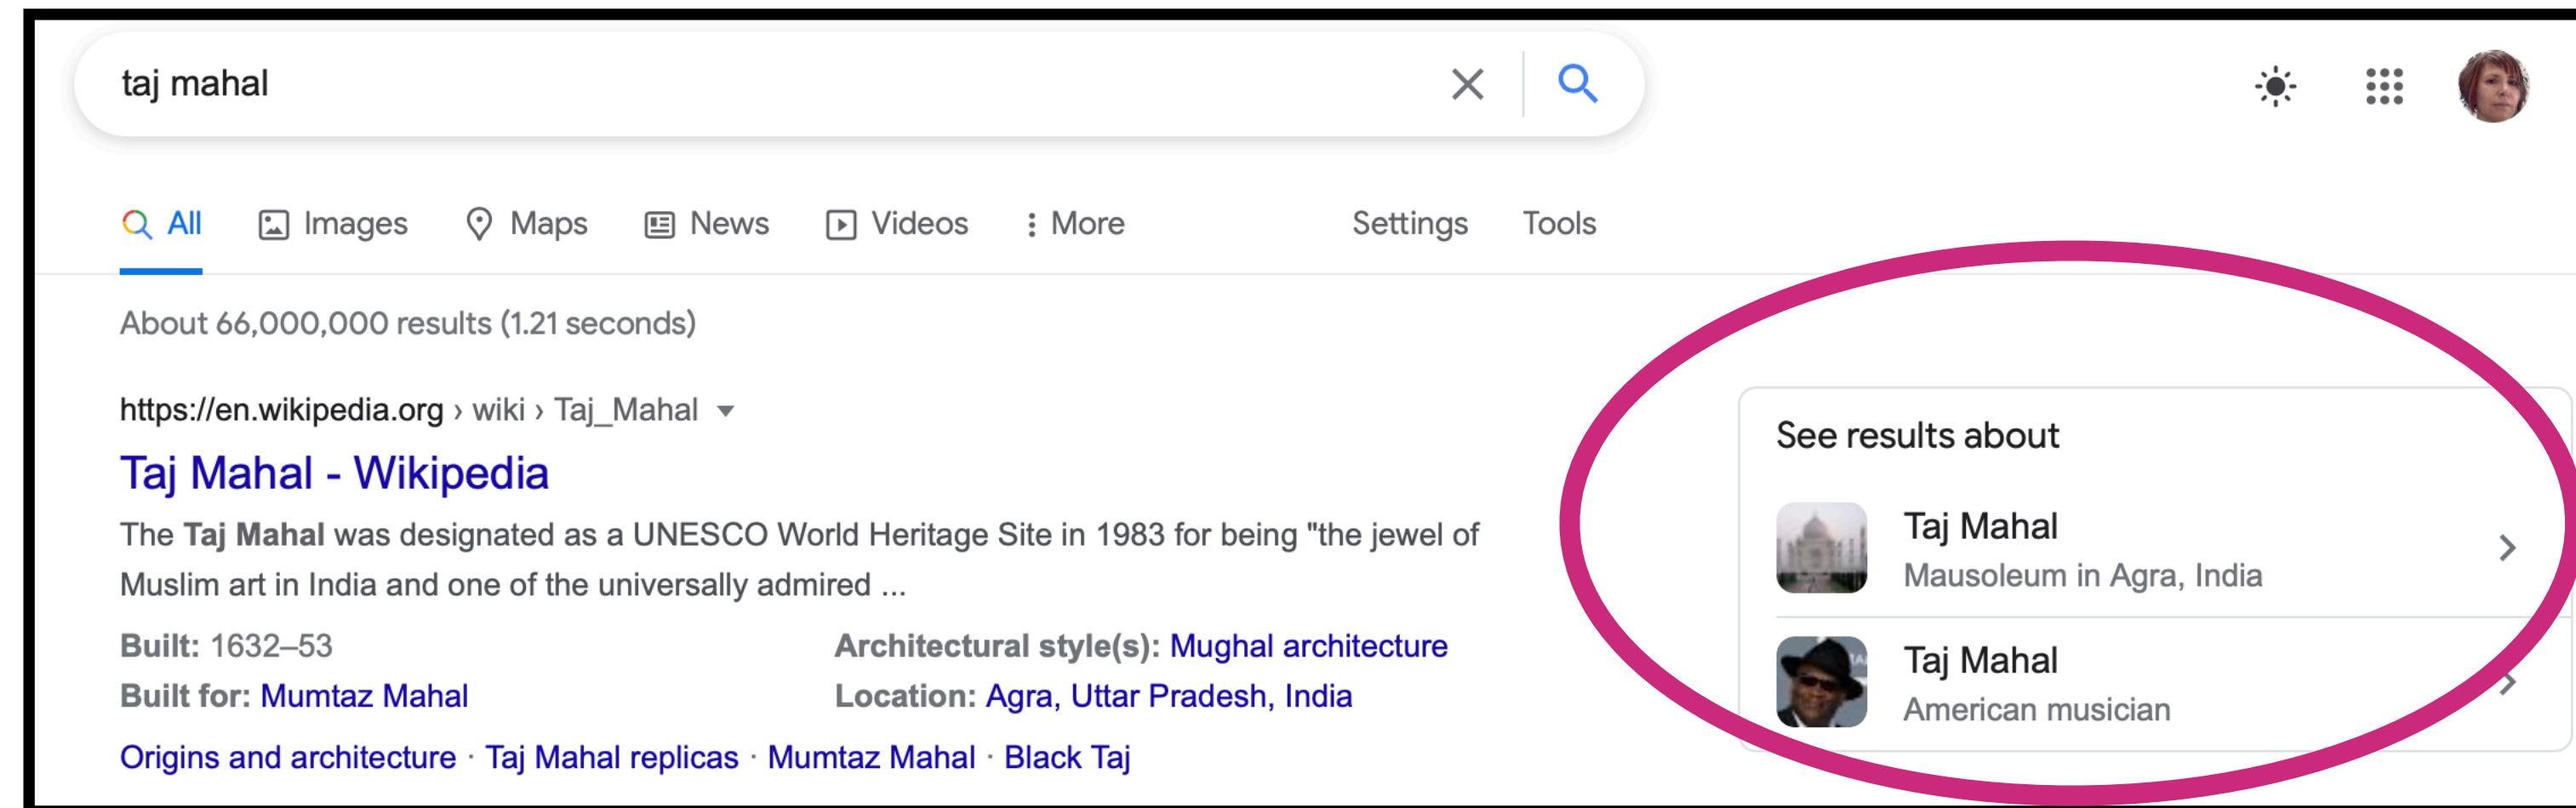 taj mahal
All Images Maps News Videos More Settings Tools
About 66,000,000 results (1.21 seconds)
https://en.wikipedia.org › wiki › Taj_Mahal
Taj Mahal - Wikipedia
The Taj Mahal was designated as a UNESCO World Heritage Site in 1983 for being "the jewel of
Muslim art in India and one of the universally admired ...
Built: 1632–53 Architectural style(s): Mughal architecture
Built for: Mumtaz Mahal Location: Agra, Uttar Pradesh, India
Origins and architecture · Taj Mahal replicas · Mumtaz Mahal · Black Taj
See results about
Taj Mahal
Mausoleum in Agra, India
Taj Mahal
American musician